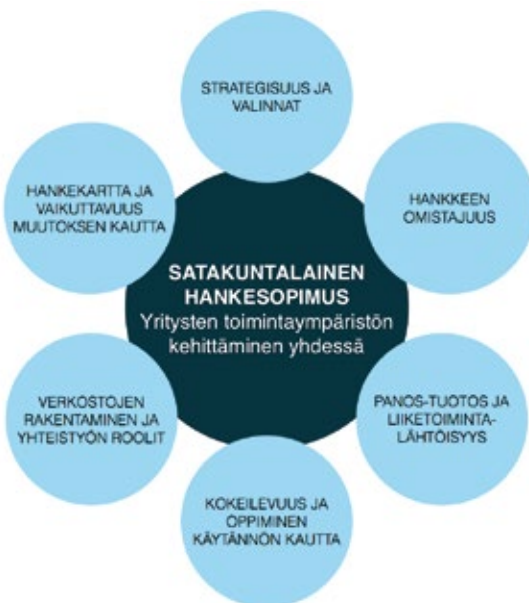 STRATEGISUUS JA
VALINNAT
HANKEKARTTA JA
VAIKUTTAVUUS
MUUTOKSEN KAUTTA
HANKKEEN
OMISTAJUUS
SATAKUNTALAINEN
HANKESOPIMUS
Yritysten toimintaympäristön
kehittäminen yhdessä
VERKOSTOJEN
RAKENTAMINEN JA
YHTEISTYÖN ROOLIT
PANOS-TUOTOS JA
LIIKETOIMINTA-
LÄHTÖISYYS
KOKEILEVUUS JA
OPPIMINEN
KÄYTÄNNÖN KAUTTA